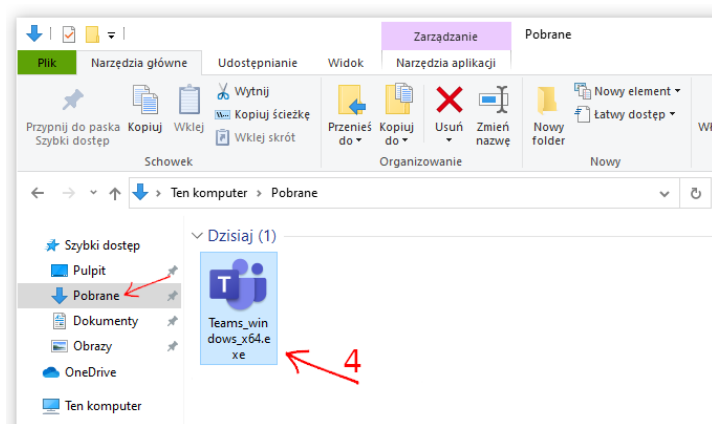 Zarządzanie
Pobrane
Plik
Narzędzia główne
Udostępnianie
Widok
Narzędzia aplikacji
Przypnij do paska
Szybki dostęp
Kopiuj
Wklej
Wytnij
Kopiuj ścieżkę
Wklej skrót
Schowek
Przenieś
do
Kopiuj
do
Usuń
Zmień
nazwę
Organizowanie
Nowy
folder
Nowy element
Łatwy dostęp
Nowy
Ten komputer > Pobrane
Dzisiaj (1)
Szybki dostęp
Pulpit
Pobrane
Dokumenty
Obrazy
OneDrive
Ten komputer
T
Teams_win
dows_x64.e
xe
4